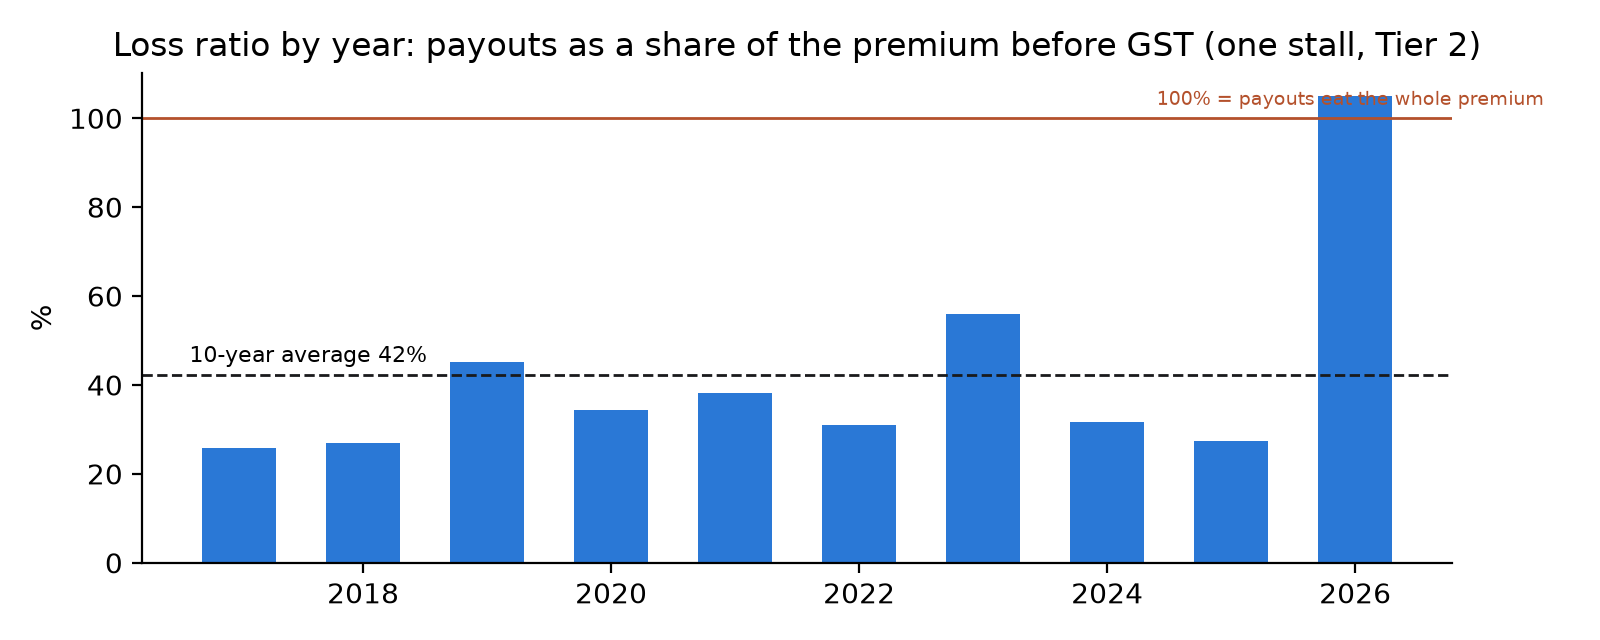 Loss ratio by year: payouts as a share of the premium before GST (one stall, Tier 2)
100% = payouts eat the whole premium
100
80
60
%
10-year average 42%
40
20
0
2018 2020 2022 2024 2026